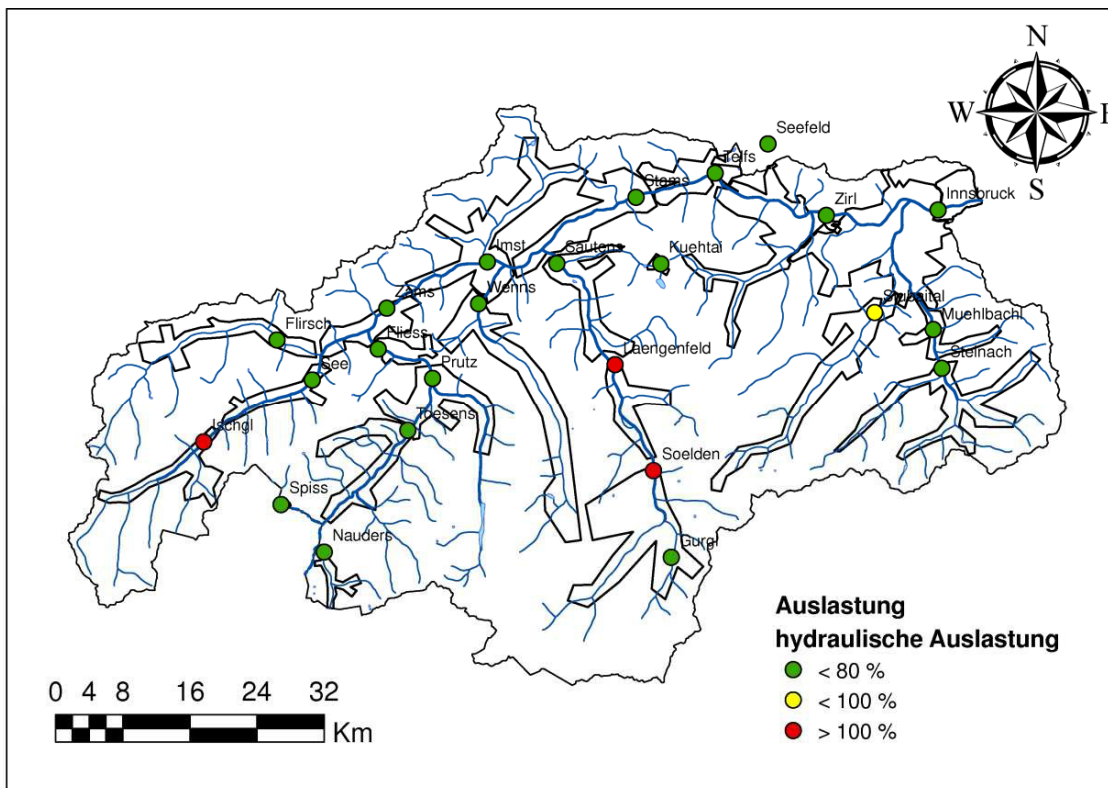 N
W
E
S
Seefeld
Telfs
Stams
Zirl
Innsbruck
Imst
Sautens
Kuehtai
Wenns
Zams
Stubaital
Flirsch
Fliess
Muehlbachl
See
Prutz
Laengenfeld
Steinach
Ischgl
Toesens
Soelden
Spiss
Nauders
Gurgl
Auslastung
hydraulische Auslastung
< 80 %
< 100 %
> 100 %
0 4 8 16 24 32
Km